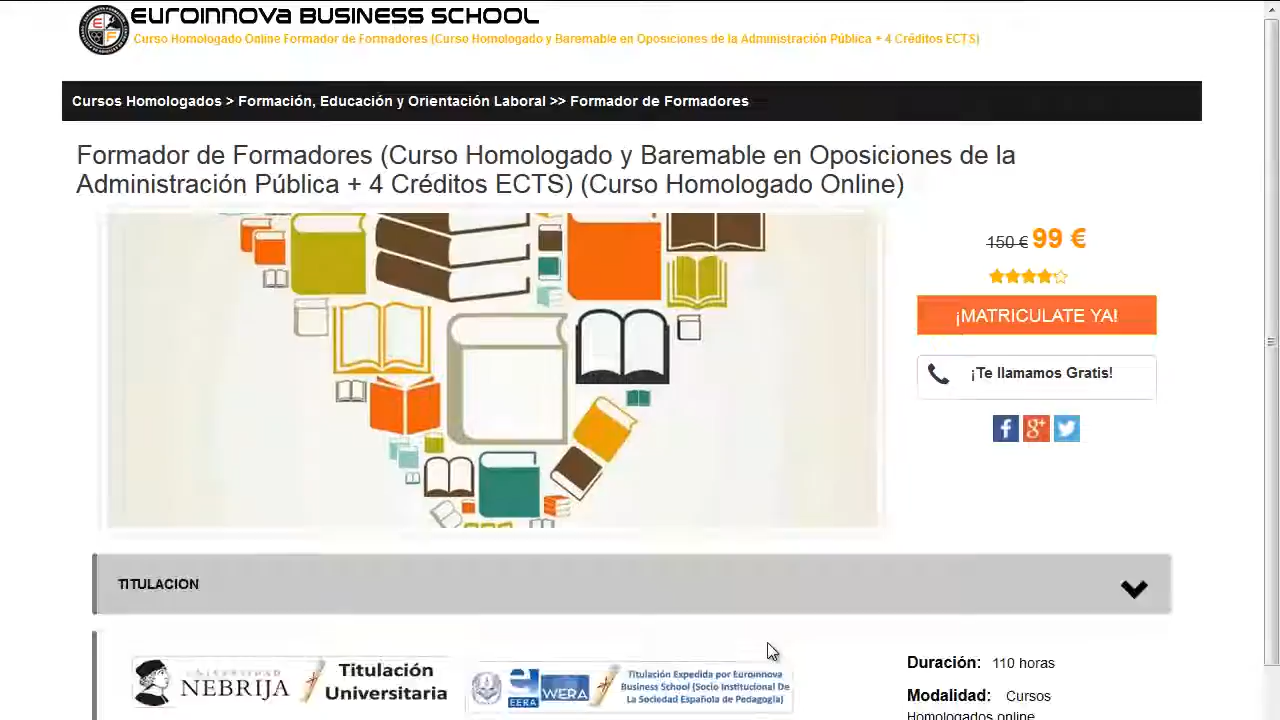 EUROINNOVA BUSINESS SCHOOL
Curso Homologado Online Formador de Formadores (Curso Homologado y Baremable en Oposiciones de la Administración Pública + 4 Créditos ECTS)
Cursos Homologados > Formación, Educación y Orientación Laboral >> Formador de Formadores
Formador de Formadores (Curso Homologado y Baremable en Oposiciones de la
Administración Pública + 4 Créditos ECTS) (Curso Homologado Online)
150 € 99 €
¡MATRICULATE YA!
¡Te llamamos Gratis!
TITULACION
UNIVERSIDAD
NEBRIJA
Titulación
Universitaria
EERA
WERA
Titulación Expedida por Euroinnova
Business School (Socio Institucional De
La Sociedad Española de Pedagogía)
Duración: 110 horas
Modalidad: Cursos
Homologados online